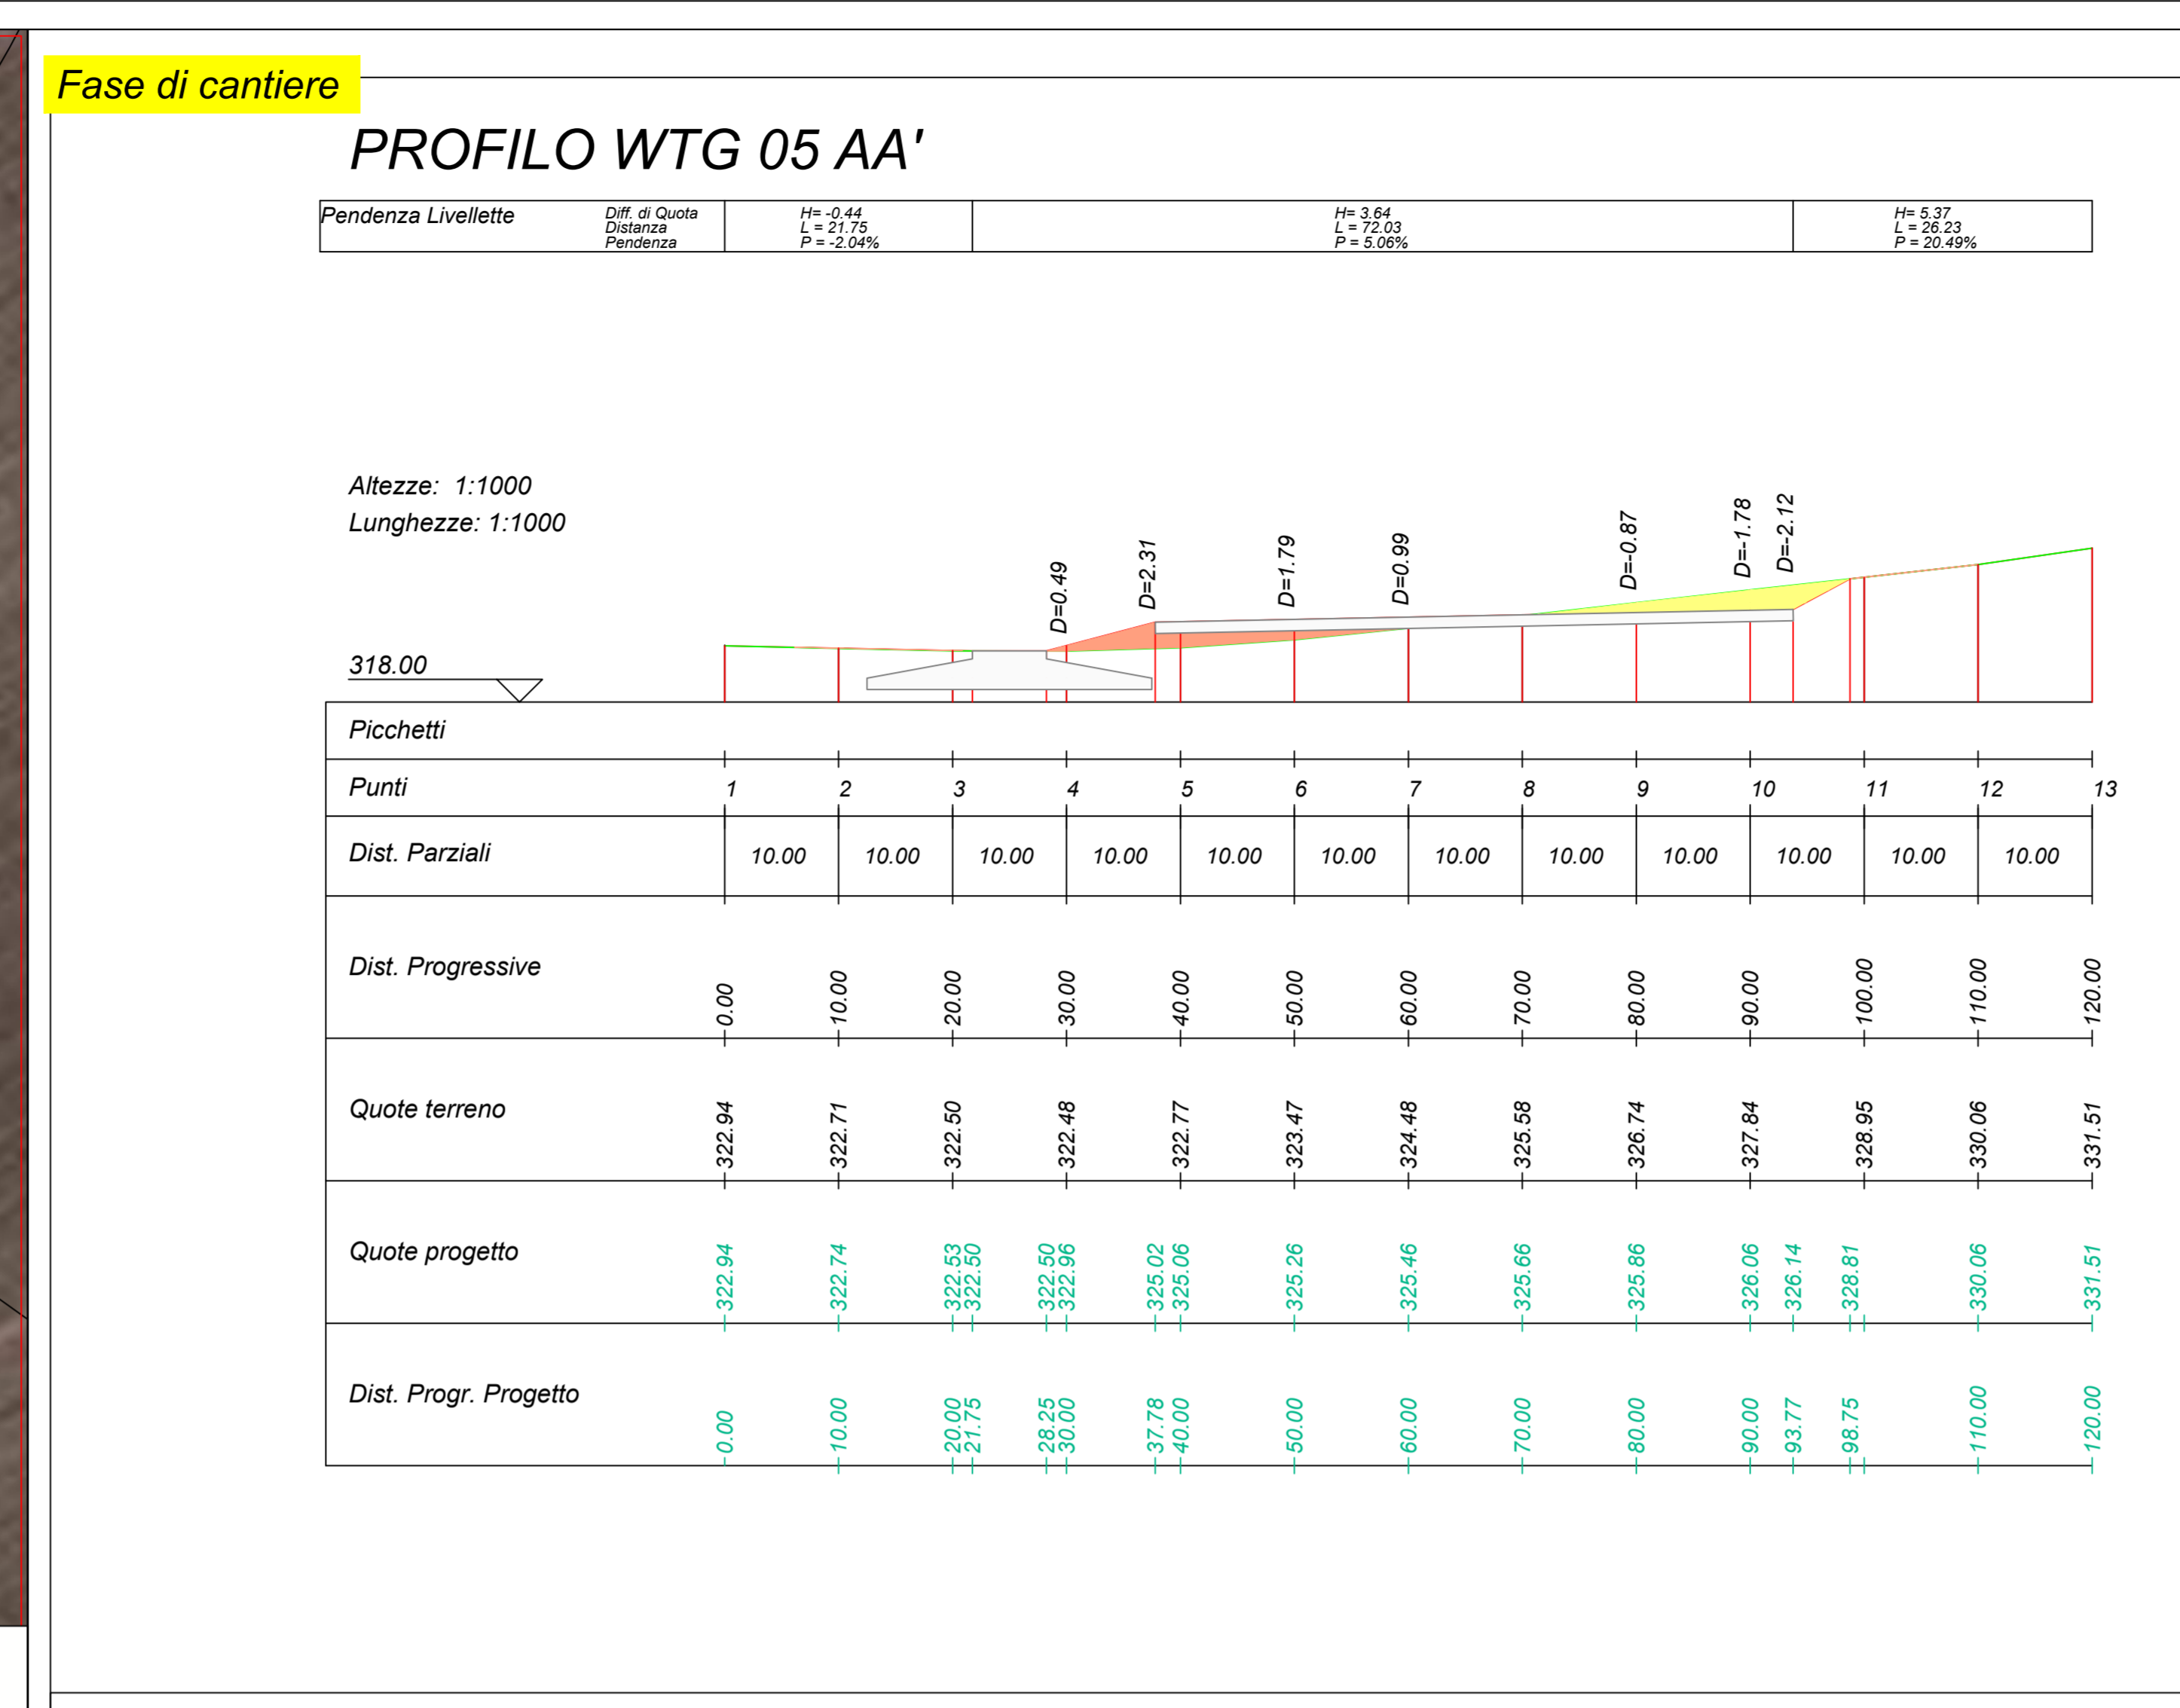 Fase di cantiere
PROFILO WTG 05 AA'
Pendenza Livellette
Diff. di Quota
Distanza
Pendenza
H= -0.44
L = 21.75
P = -2.04%
H= 3.64
L = 72.03
P = 5.06%
H= 5.37
L = 26.23
P = 20.49%
Altezze: 1:1000
Lunghezze: 1:1000
D=0.49
D=2.31
D=1.79
D=0.99
D=-0.87
D=-1.78
D=-2.12
318.00
Picchetti
Punti 1 2 3 4 5 6 7 8 9 10 11 12 13
Dist. Parziali 10.00 10.00 10.00 10.00 10.00 10.00 10.00 10.00 10.00 10.00 10.00 10.00
Dist. Progressive 0.00 10.00 20.00 30.00 40.00 50.00 60.00 70.00 80.00 90.00 100.00 110.00 120.00
Quote terreno 322.94 322.71 322.50 322.48 322.77 323.47 324.48 325.58 326.74 327.84 328.95 330.06 331.51
Quote progetto 322.94 322.74 322.53 322.50 322.50 322.96 325.02 325.06 325.26 325.46 325.66 325.86 326.06 326.14 328.81 330.06 331.51
Dist. Progr. Progetto 0.00 10.00 20.00 21.75 28.25 30.00 37.78 40.00 50.00 60.00 70.00 80.00 90.00 93.77 98.75 110.00 120.00